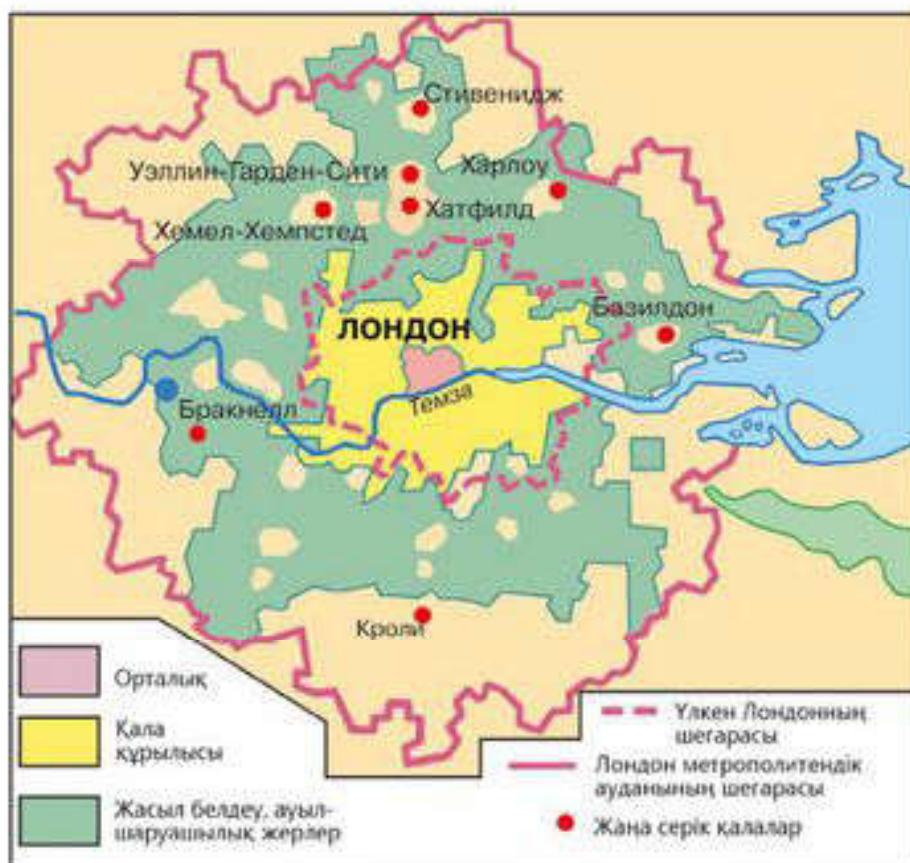 Стивенидж
Уэллин-Гарден-Сити
Харлоу
Хатфилд
Хемел-Хемпстед
Базилдон
ЛОНДОН
Темза
Бракнелл
Кроли
Орталық
Қала
құрылысы
Жасыл белдеу, ауыл-
шаруашылық жерлер
Үлкен Лондонның
шегарасы
Лондон метрополитендік
ауданының шегарасы
Жаңа серік қалалар